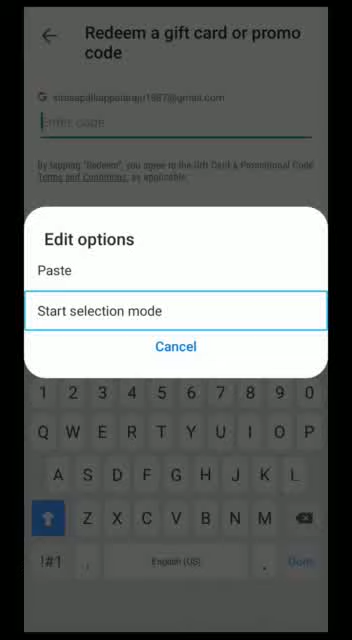 Redeem a gift card or promo
code
Enter code
By tapping "Redeem", you agree to the Gift Card & Promotional Code
Terms and Conditions, as applicable.
Edit options
Paste
Start selection mode
Cancel
1 2 3 4 5 6 7 8 9 0
Q W E R T Y U I O P
A S D F G H J K L
Z X C V B N M
!#1 , English (US) . Done